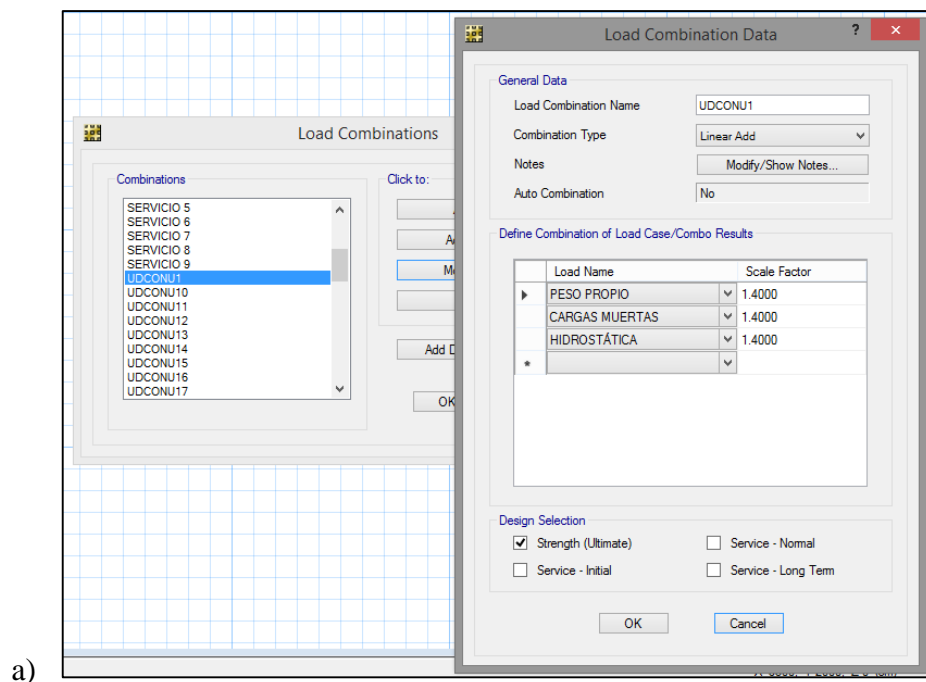 Load Combinations
Combinations
SERVICIO 5
SERVICIO 6
SERVICIO 7
SERVICIO 8
SERVICIO 9
UDCONU1
UDCONU10
UDCONU11
UDCONU12
UDCONU13
UDCONU14
UDCONU15
UDCONU16
UDCONU17
Click to:
Add D
OK
Load Combination Data
? ×
General Data
Load Combination Name UDCONU1
Combination Type Linear Add
Notes Modify/Show Notes...
Auto Combination No
Define Combination of Load Case/Combo Results
Load Name Scale Factor
PESO PROPIO 1.4000
CARGAS MUERTAS 1.4000
HIDROSTÁTICA 1.4000
*
Design Selection
Strength (Ultimate) Service - Normal
Service - Initial Service - Long Term
OK Cancel
a)